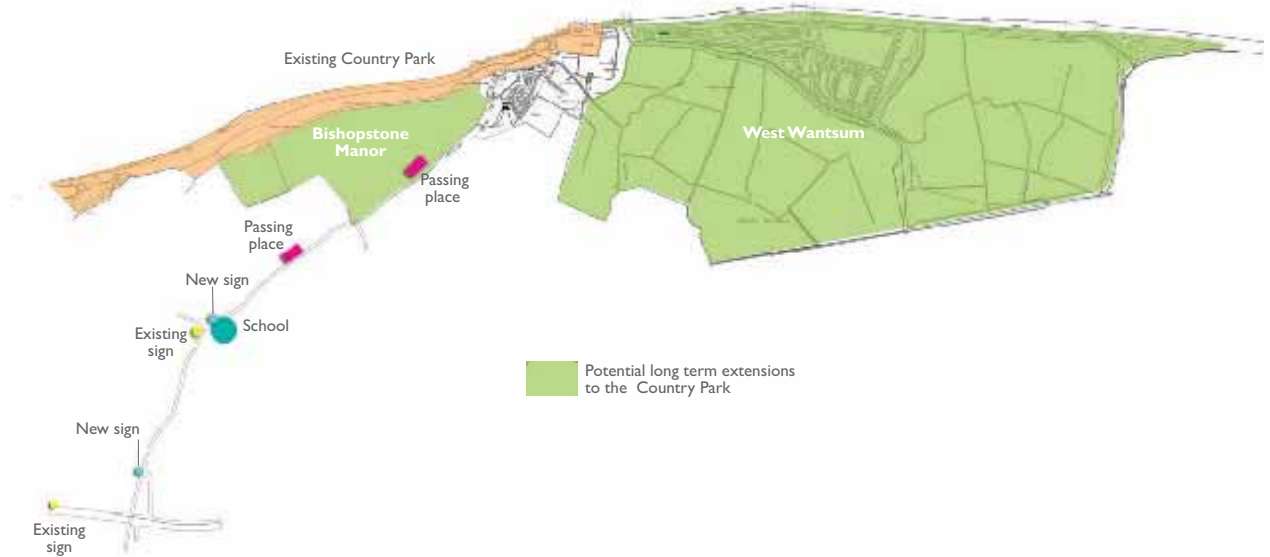 Existing Country Park
Bishopstone
Manor
West Wantsum
Passing
place
Passing
place
New sign
School
Existing
sign
Potential long term extensions
to the Country Park
New sign
Existing
sign